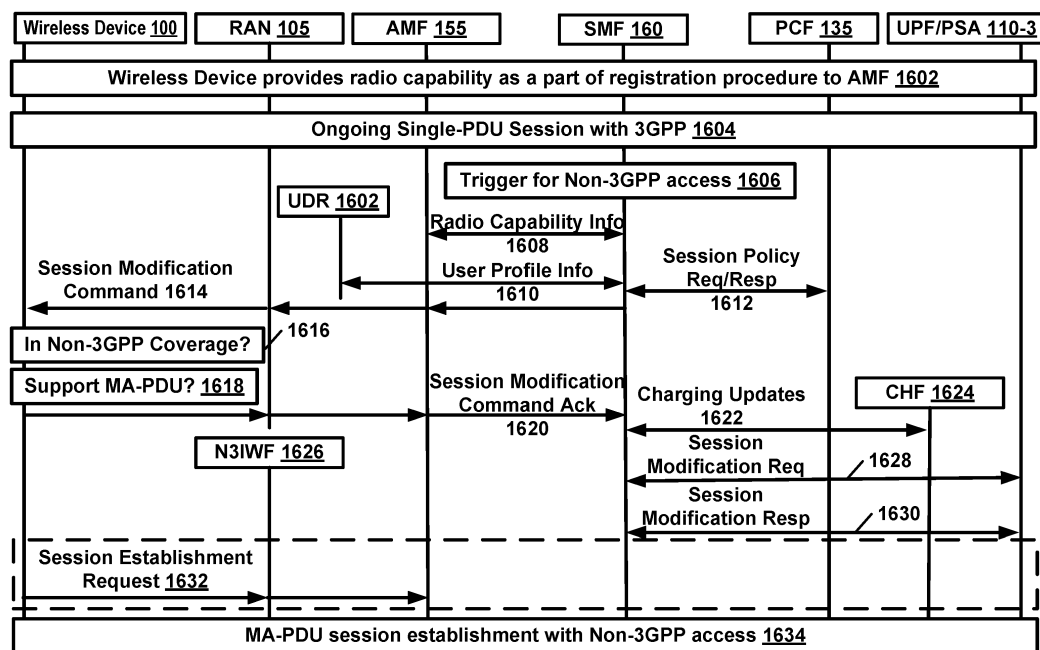 Wireless Device 100
RAN 105
AMF 155
SMF 160
PCF 135
UPF/PSA 110-3
Wireless Device provides radio capability as a part of registration procedure to AMF 1602
Ongoing Single-PDU Session with 3GPP 1604
Trigger for Non-3GPP access 1606
UDR 1602
Radio Capability Info
1608
User Profile Info
1610
Session Policy
Req/Resp
1612
Session Modification
Command 1614
In Non-3GPP Coverage?
1616
Support MA-PDU? 1618
Session Modification
Command Ack
1620
Charging Updates
1622
CHF 1624
N3IWF 1626
Session
Modification Req
1628
Session
Modification Resp
1630
Session Establishment
Request 1632
MA-PDU session establishment with Non-3GPP access 1634